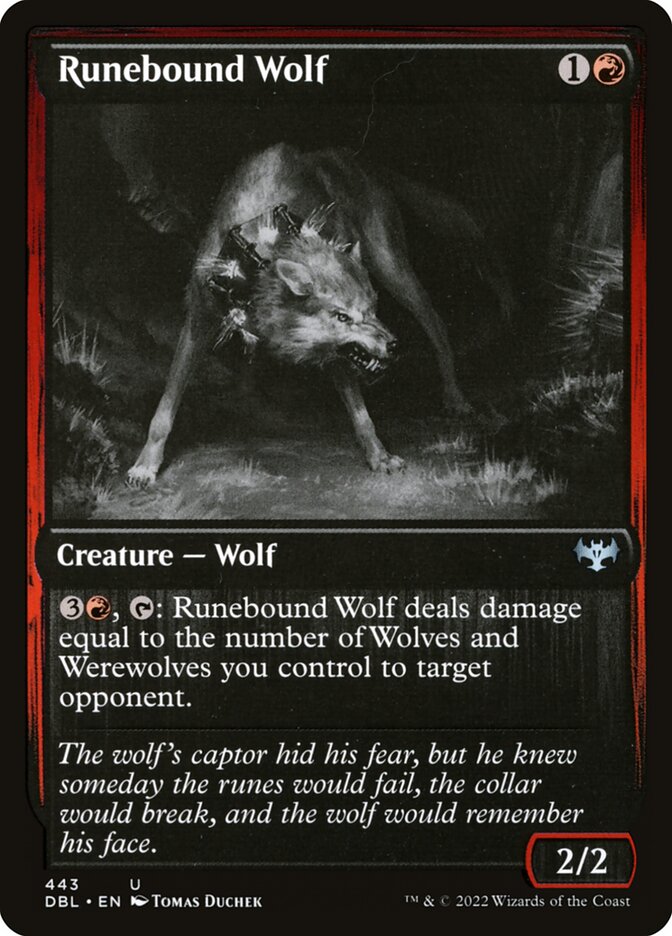 Runebound Wolf 1
Creature — Wolf
3, : Runebound Wolf deals damage
equal to the number of Wolves and
Werewolves you control to target
opponent.
The wolf's captor hid his fear, but he knew
someday the runes would fail, the collar
would break, and the wolf would remember
his face.
2/2
443 U
DBL • EN Tomas Duchek ™ & © 2022 Wizards of the Coast